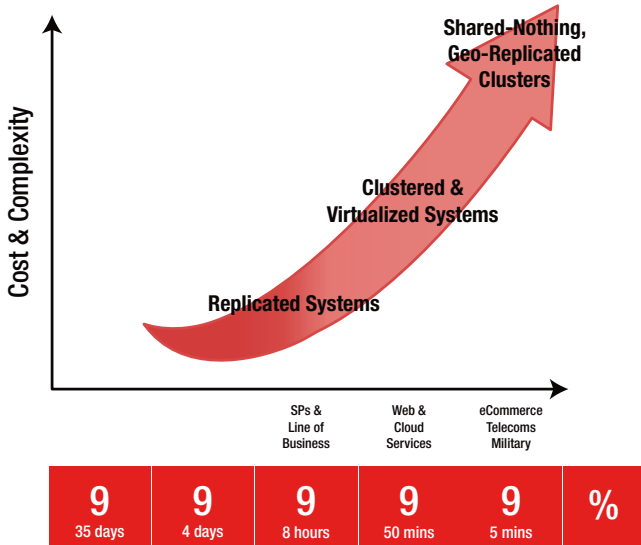 Shared-Nothing,
Geo-Replicated
Clusters
Cost & Complexity
Clustered &
Virtualized Systems
Replicated Systems
SPs &
Line of
Business
Web &
Cloud
Services
eCommerce
Telecoms
Military
9 9 9 9 9 %
35 days 4 days 8 hours 50 mins 5 mins